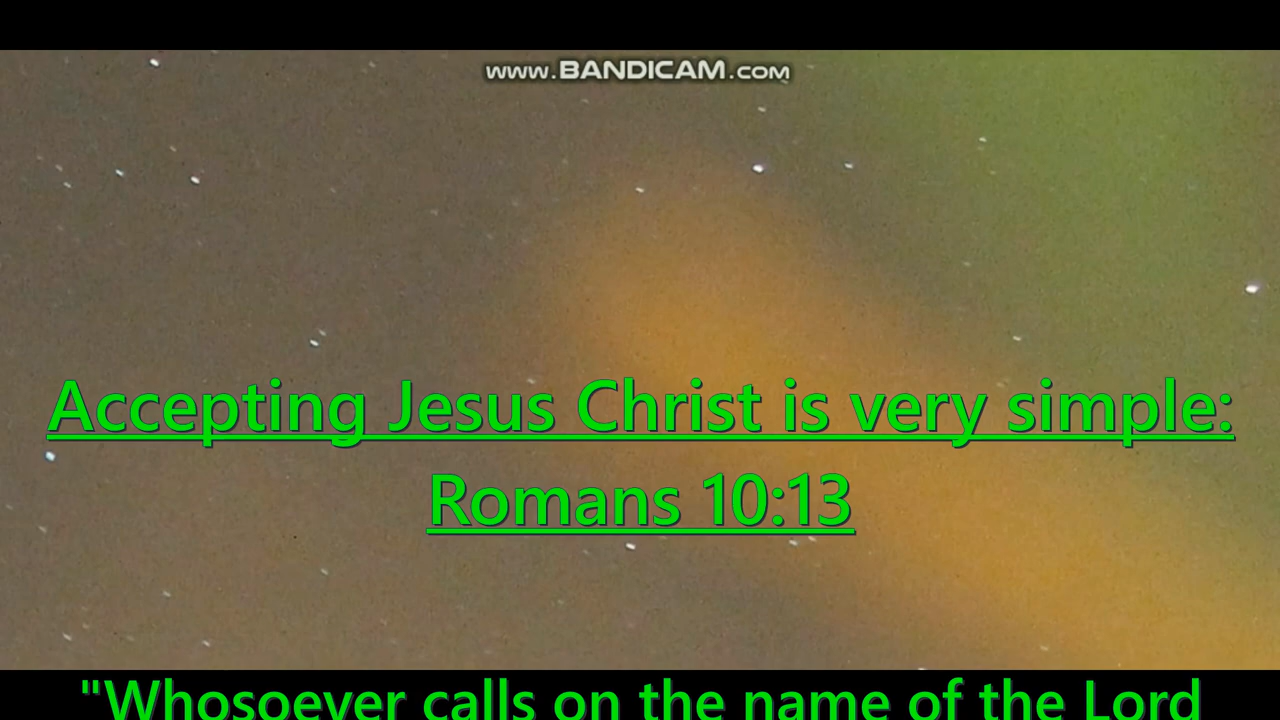 www.BANDICAM.com
Accepting Jesus Christ is very simple:
Romans 10:13
"Whosoever calls on the name of the Lord